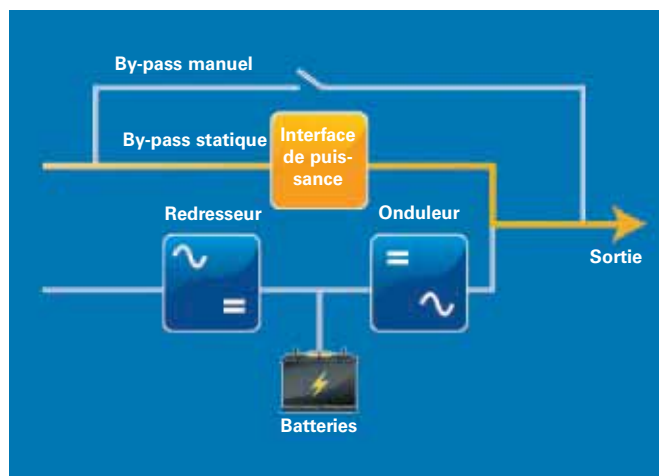 By-pass manuel
By-pass statique
Interface
de puis-
sance
Redresseur
Onduleur
Sortie
Batteries